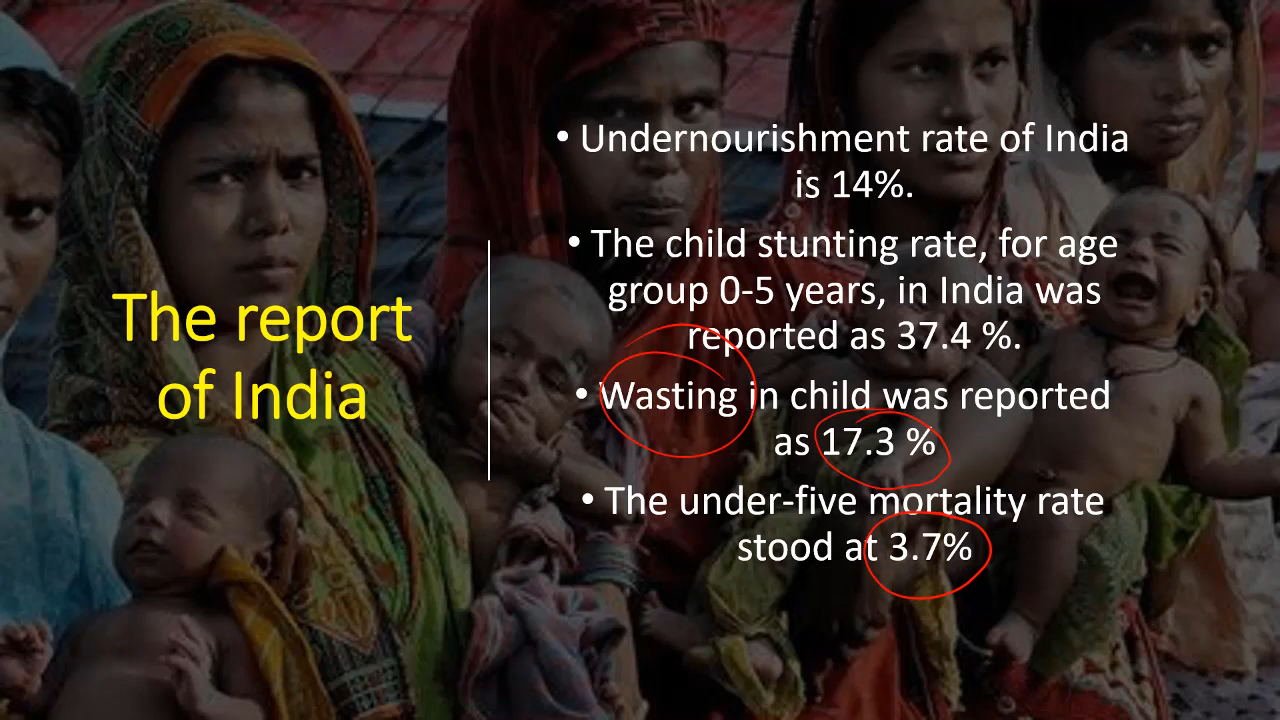 The report
of India
• Undernourishment rate of India
is 14%.
• The child stunting rate, for age
group 0-5 years, in India was
reported as 37.4 %.
• Wasting in child was reported
as 17.3 %
• The under-five mortality rate
stood at 3.7%